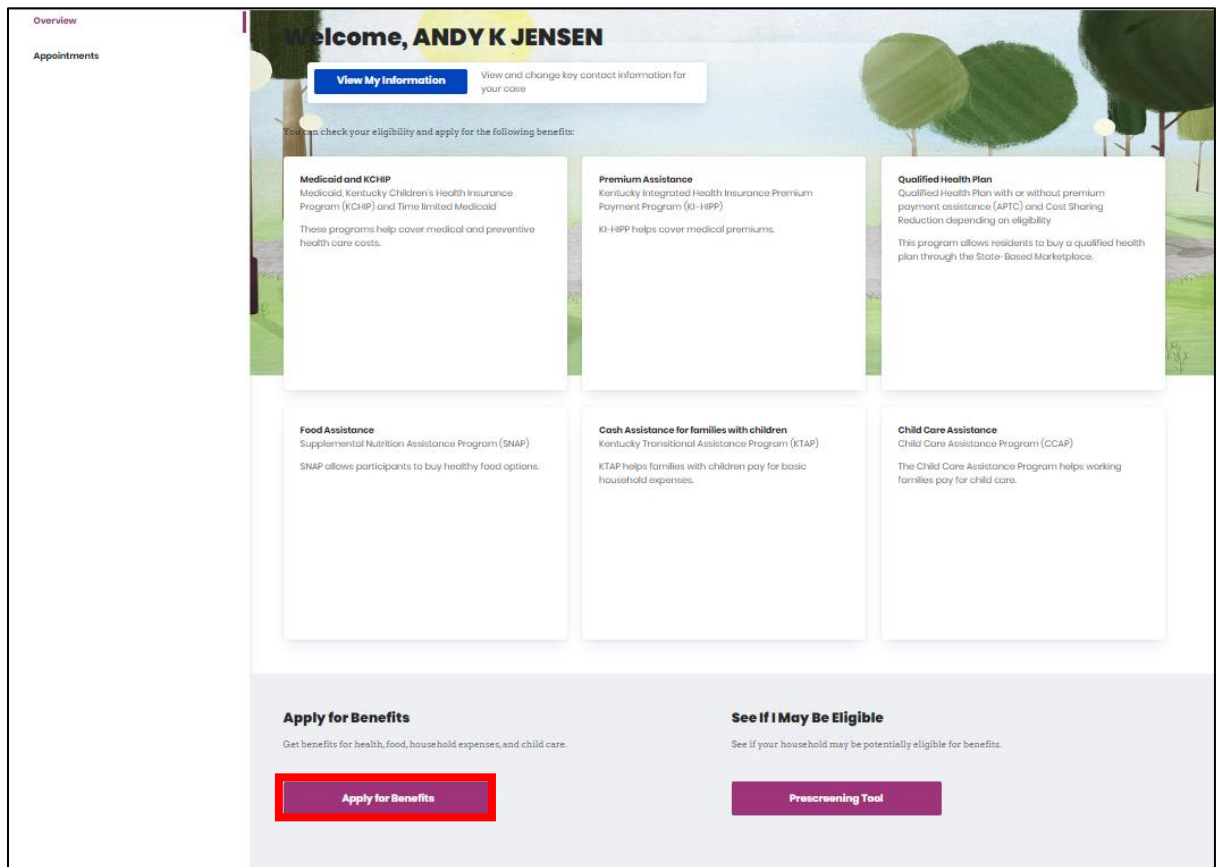 Overview
Appointments
Welcome, ANDY K JENSEN
View My Information
View and change key contact information for
your case
You can check your eligibility and apply for the following benefits:
Medicaid and KCHIP
Medicaid, Kentucky Children's Health Insurance
Program (KCHIP) and Time limited Medicaid
These programs help cover medical and preventive
health care costs.
Premium Assistance
Kentucky Integrated Health Insurance Premium
Payment Program (KI-HIPP)
KI-HIPP helps cover medical premiums.
Qualified Health Plan
Qualified Health Plan with or without premium
payment assistance (APTC) and Cost Sharing
Reduction depending on eligibility
This program allows residents to buy a qualified health
plan through the State-Based Marketplace.
Food Assistance
Supplemental Nutrition Assistance Program (SNAP)
SNAP allows participants to buy healthy food options.
Cash Assistance for families with children
Kentucky Transitional Assistance Program (KTAP)
KTAP helps families with children pay for basic
household expenses.
Child Care Assistance
Child Care Assistance Program (CCAP)
The Child Care Assistance Program helps working
families pay for child care.
Apply for Benefits
Get benefits for health, food, household expenses, and child care.
Apply for Benefits
See If I May Be Eligible
See if your household may be potentially eligible for benefits.
Prescreening Tool